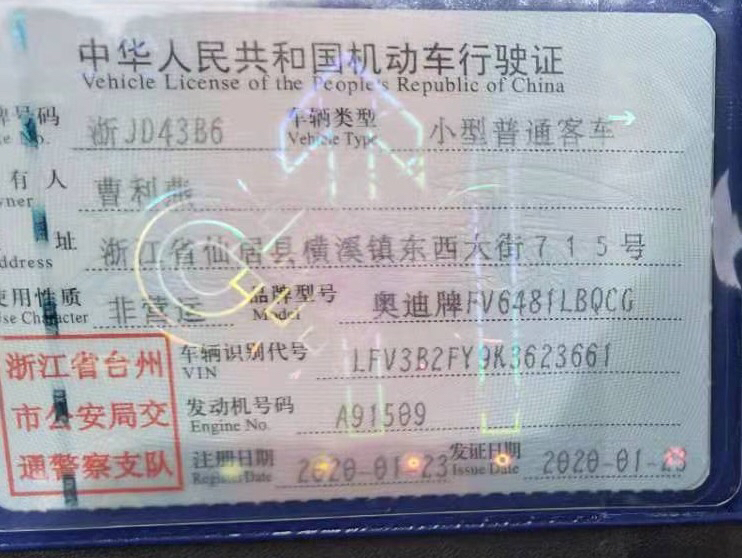 中华人民共和国机动车行驶证
Vehicle License of the People's Republic of China
牌号码 浙JD43B6 车辆类型 小型普通客车
e No. Vehicle Type
有人 曹利燕
wner
址 浙江省仙居县横溪镇东西大街715号
ddress
使用性质 非营运 品牌型号 奥迪牌FV6481LBQCG
Use Character Model
浙江省台州
市公安局交
通警察支队
车辆识别代号 LFV3B2FY9K3623661
VIN
发动机号码 A91509
Engine No.
注册日期 2020-01-23 发证日期 2020-01-23
Register Date Issue Date